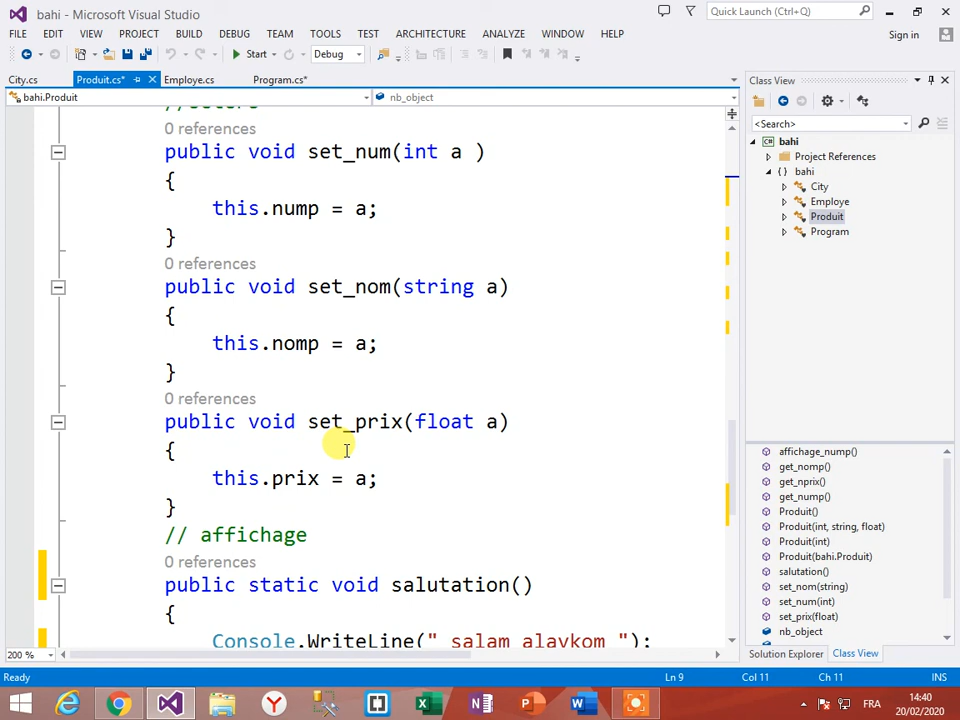 bahi - Microsoft Visual Studio
Quick Launch (Ctrl+Q)
FILE EDIT VIEW PROJECT BUILD DEBUG TEAM TOOLS TEST ARCHITECTURE ANALYZE WINDOW HELP
Sign in
Start Debug
City.cs Produit.cs* Employe.cs Program.cs*
bahi.Produit nb_object
0 references
public void set_num(int a )
{
this.nump = a;
}
0 references
public void set_nom(string a)
{
this.nomp = a;
}
0 references
public void set_prix(float a)
{
this.prix = a;
}
// affichage
0 references
public static void salutation()
{
Console.WriteLine(" salam alaykom ");
200 %
Class View
<Search>
bahi
Project References
bahi
City
Employe
Produit
Program
affichage_nump()
get_nomp()
get_nprix()
get_nump()
Produit()
Produit(int, string, float)
Produit(int)
Produit(bahi.Produit)
salutation()
set_nom(string)
set_num(int)
set_prix(float)
nb_object
Solution Explorer Class View
Ready Ln 9 Col 11 Ch 11 INS
FR 14:40
20/02/2020